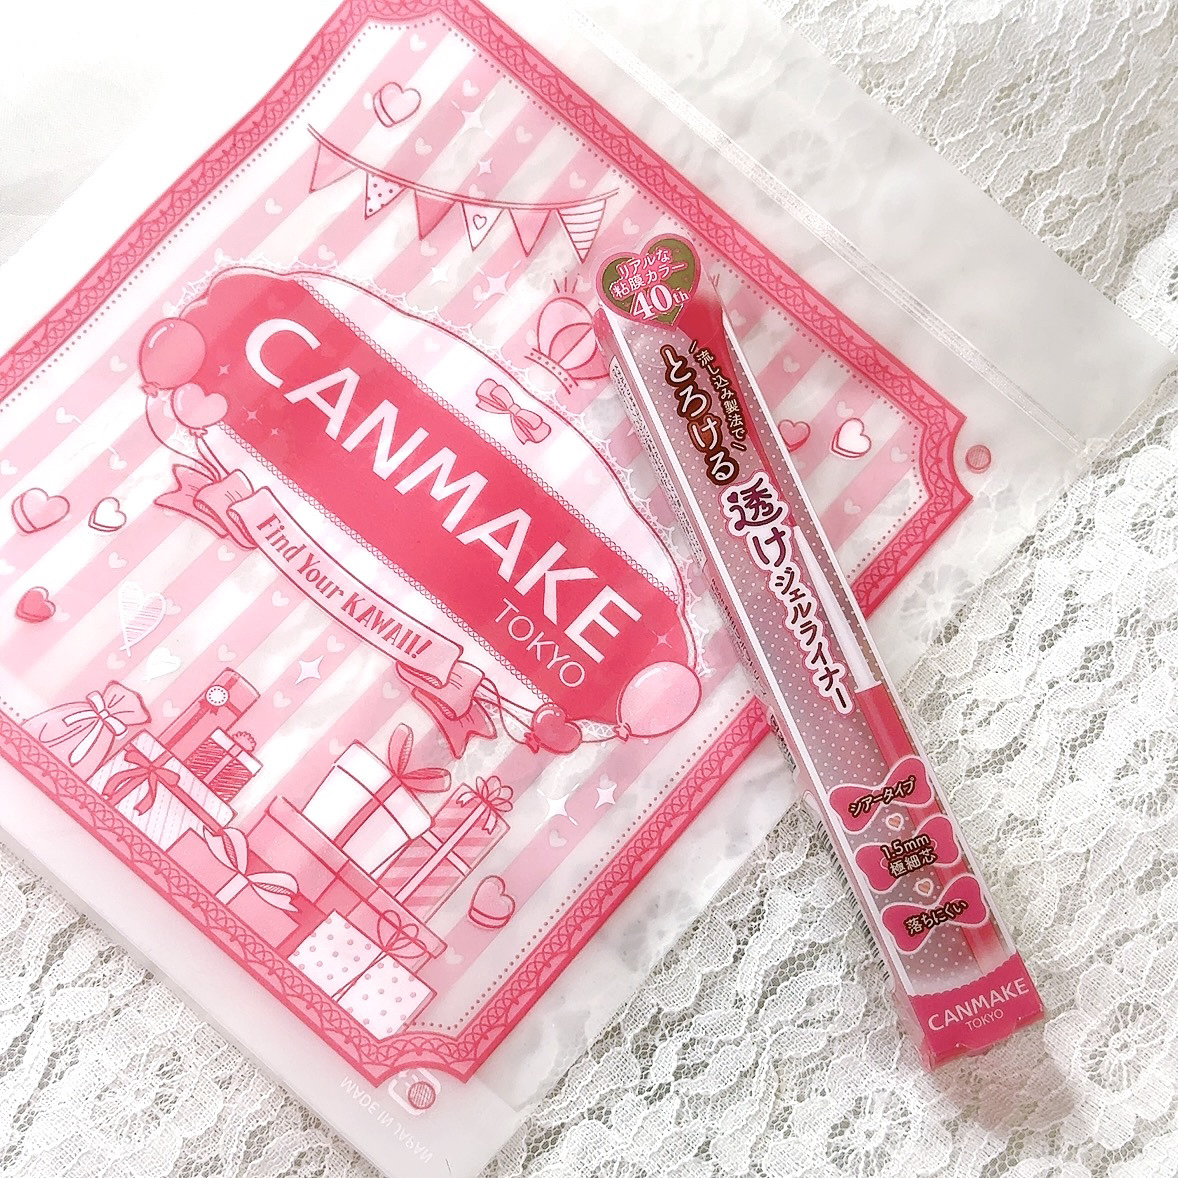 CANMAKE
TOKYO
Find Your KAWAII!
MADE IN JAPAN
リアルな
粘膜カラー
40th
流し込み製法で
とろける
透け
ジェルライナー
シアータイプ
1.5mm
極細芯
落ちにくい
CANMAKE
TOKYO